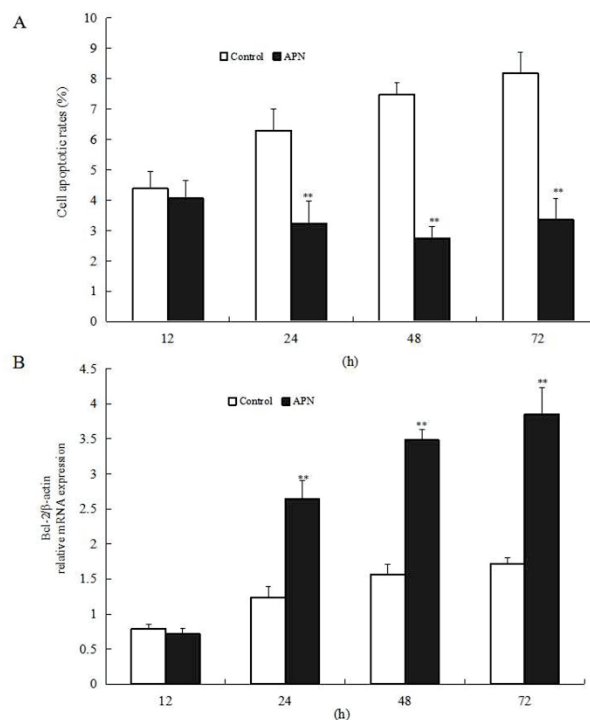 A
10
9
8
7
6
5
4
3
2
1
0
Cell apoptotic rates (%)
Control APN
**
**
**
12 24 48 72
(h)
B
4.5
4
3.5
3
2.5
2
1.5
1
0.5
0
Bcl-2/β-actin
relative mRNA expression
Control APN
**
**
**
12 24 48 72
(h)